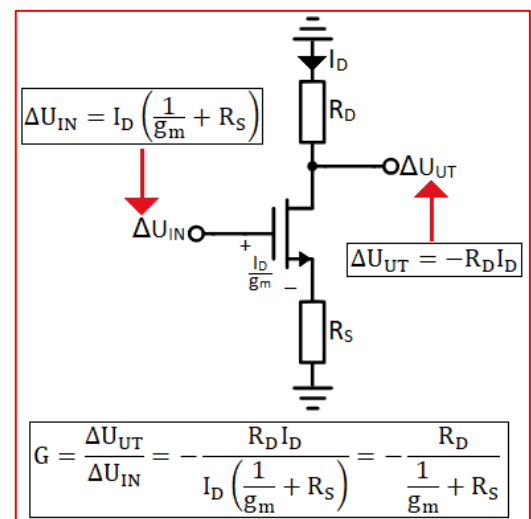 I_D
ΔU_IN = I_D (1/g_m + R_S)
R_D
ΔU_UT
ΔU_IN
+
I_D/g_m
−
ΔU_UT = −R_D I_D
R_S
G = ΔU_UT/ΔU_IN = − R_D I_D/(I_D (1/g_m + R_S)) = − R_D/(1/g_m + R_S)